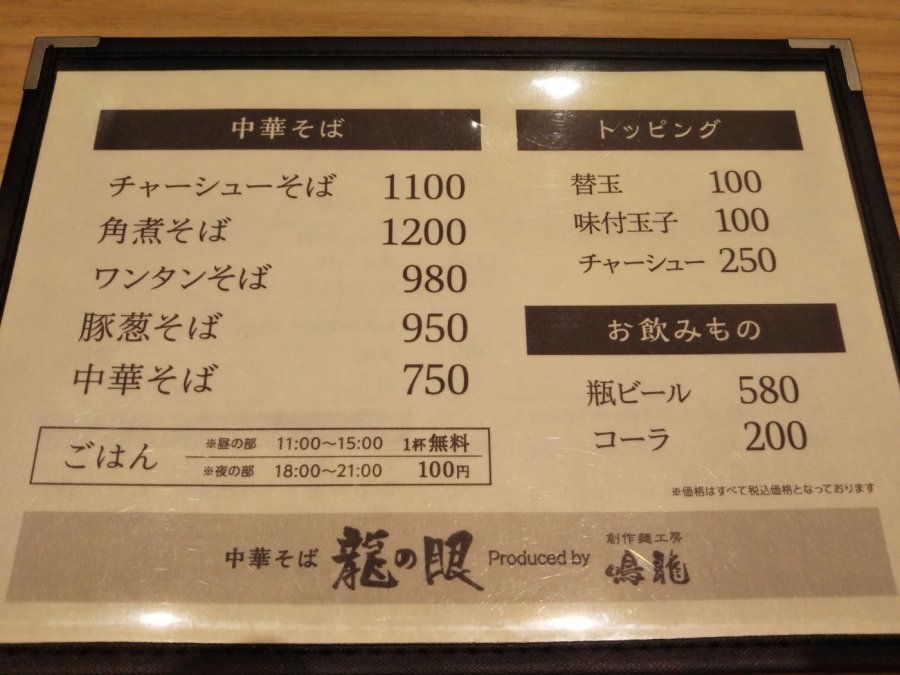 中華そば
チャーシューそば 1100
角煮そば 1200
ワンタンそば 980
豚葱そば 950
中華そば 750
ごはん
※昼の部 11:00～15:00 1杯無料
※夜の部 18:00～21:00 100円
トッピング
替玉 100
味付玉子 100
チャーシュー 250
お飲みもの
瓶ビール 580
コーラ 200
※価格はすべて税込価格となっております
中華そば 龍の眼 Produced by 創作麺工房 鳴龍